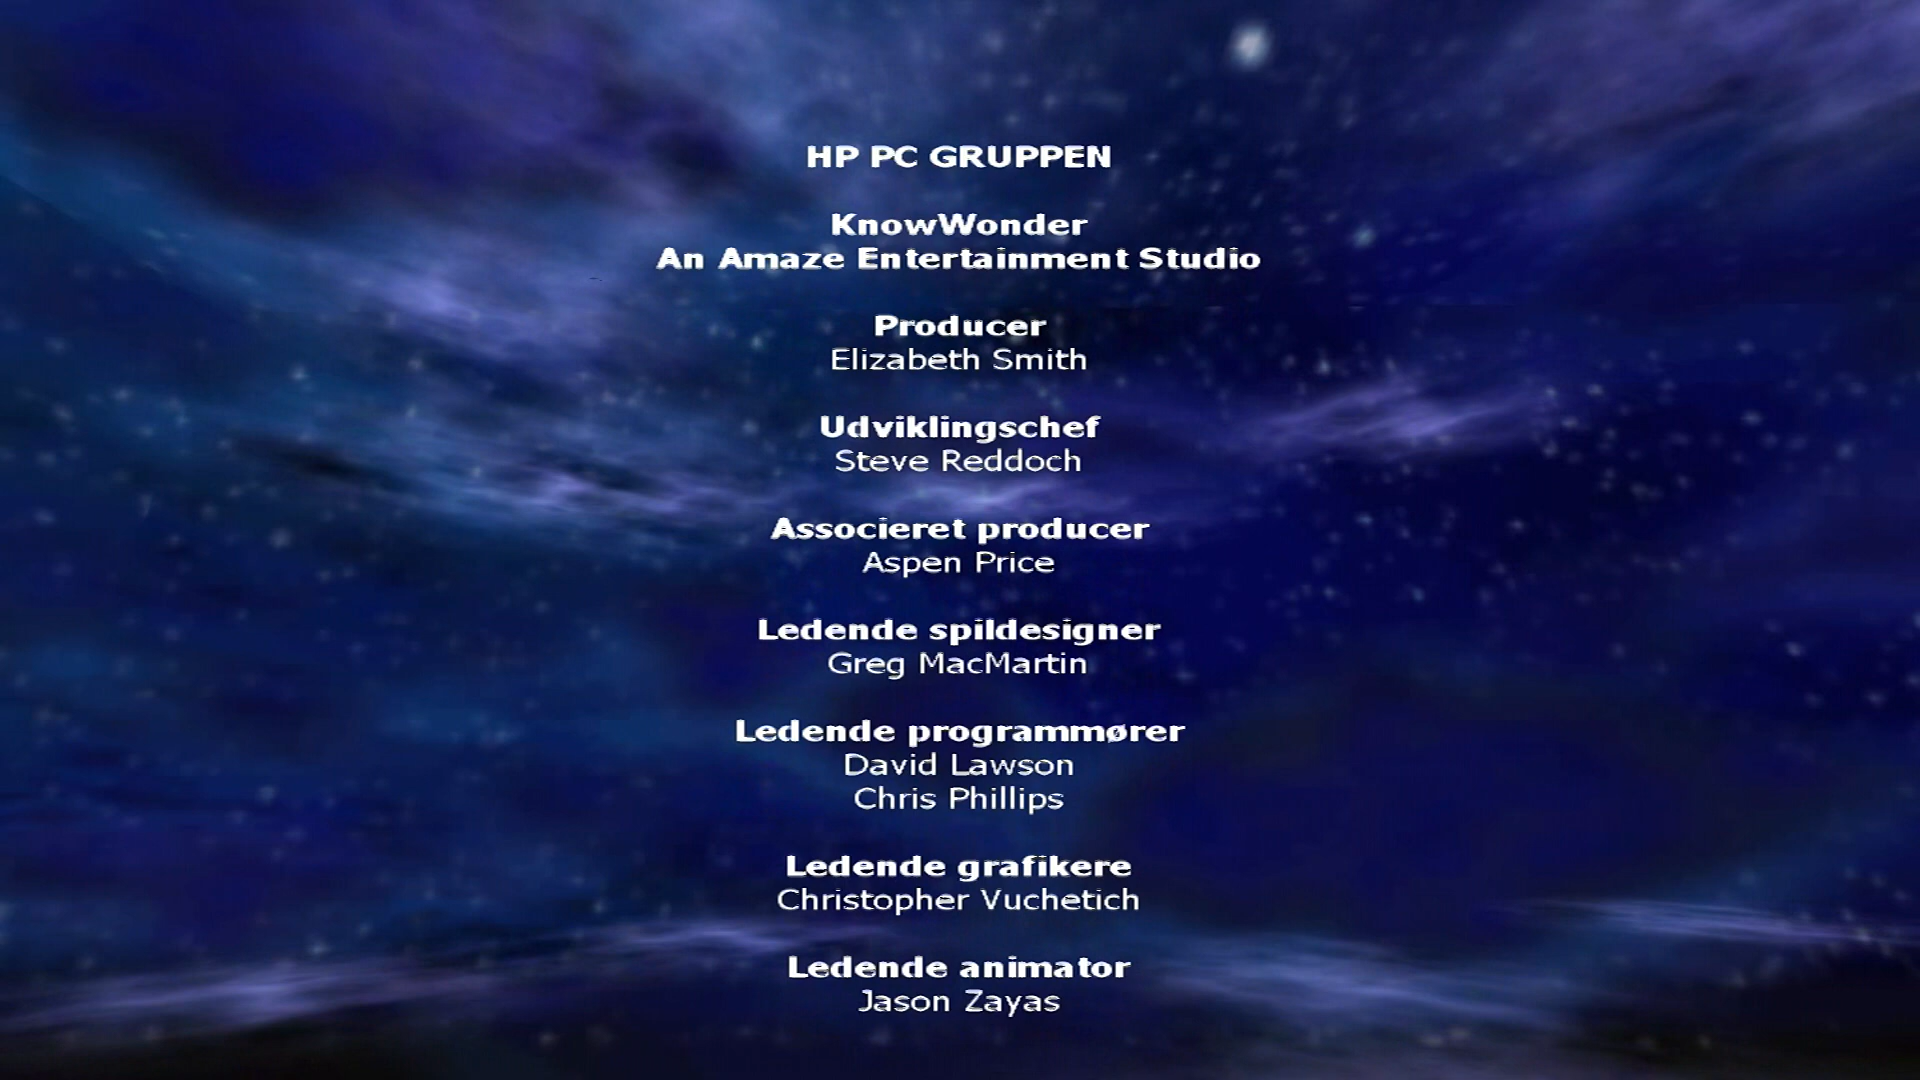 HP PC GRUPPEN
KnowWonder
An Amaze Entertainment Studio
Producer
Elizabeth Smith
Udviklingschef
Steve Reddoch
Associeret producer
Aspen Price
Ledende spildesigner
Greg MacMartin
Ledende programmører
David Lawson
Chris Phillips
Ledende grafikere
Christopher Vuchetich
Ledende animator
Jason Zayas